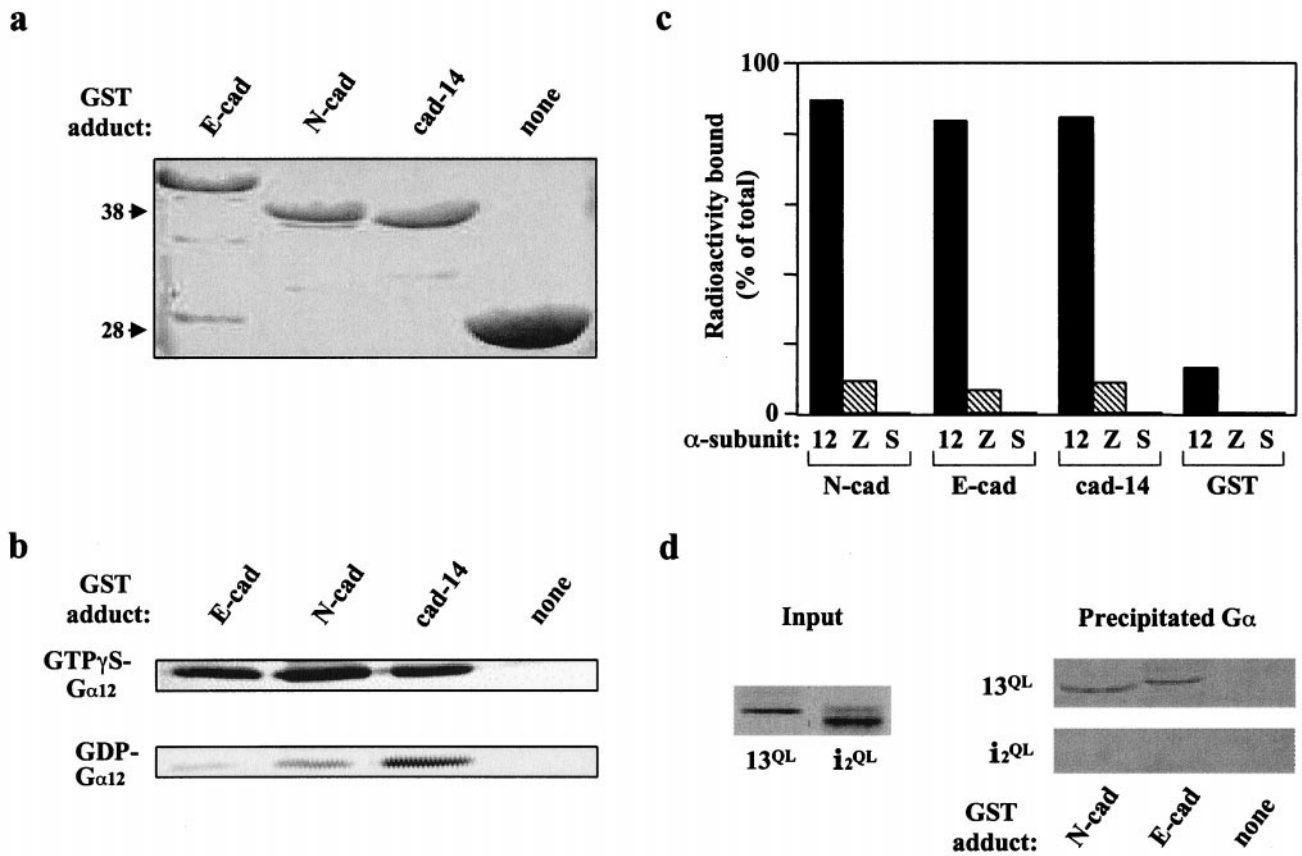 a
GST
adduct:
E-cad
N-cad
cad-14
none
38
28
b
GST
adduct:
E-cad
N-cad
cad-14
none
GTPγS-
Gα12
GDP-
Gα12
c
Radioactivity bound
(% of total)
100
0
α-subunit: 12 Z S 12 Z S 12 Z S 12 Z S
N-cad E-cad cad-14 GST
d
Input
13QL i2QL
Precipitated Gα
13QL
i2QL
GST
adduct:
N-cad
E-cad
none